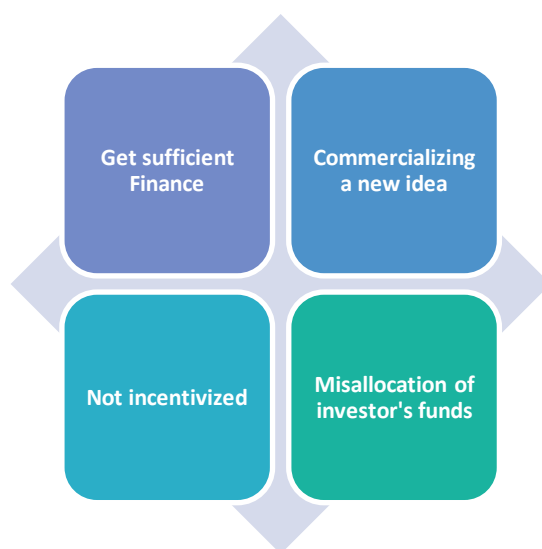 Get sufficient
Finance
Commercializing
a new idea
Not incentivized
Misallocation of
investor's funds